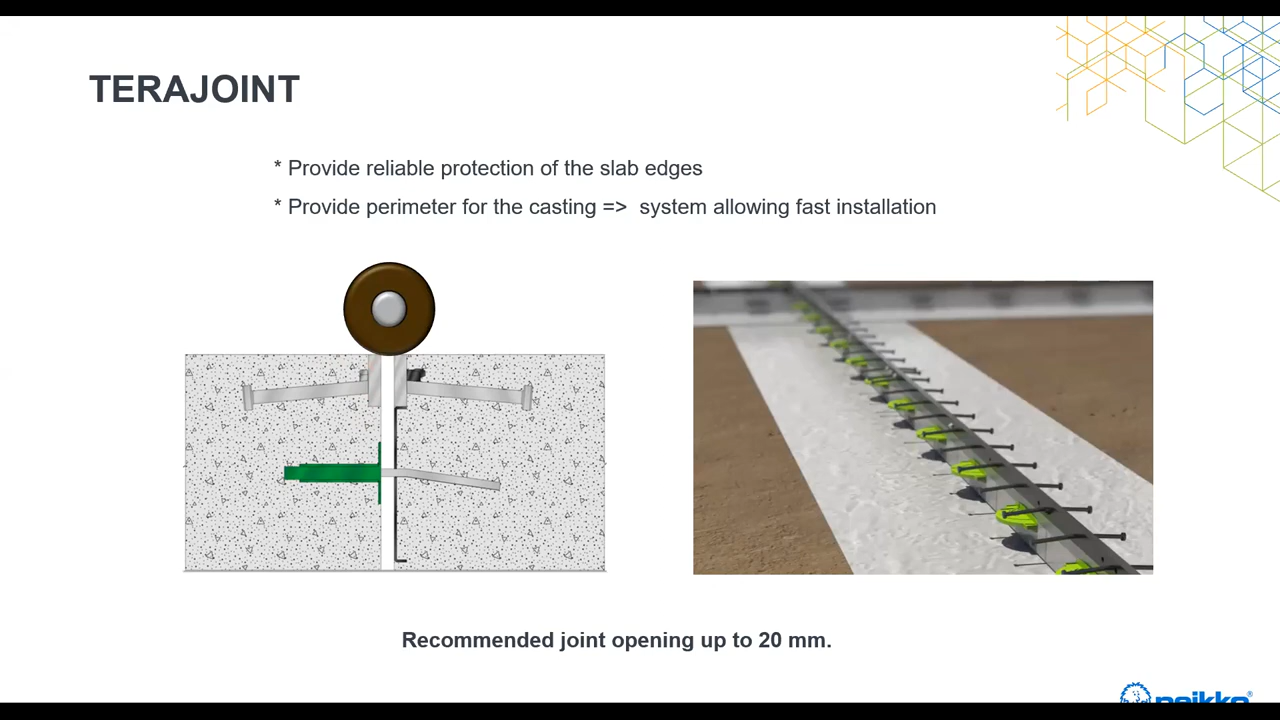 TERAJOINT
* Provide reliable protection of the slab edges
* Provide perimeter for the casting => system allowing fast installation
Recommended joint opening up to 20 mm.
peikko®